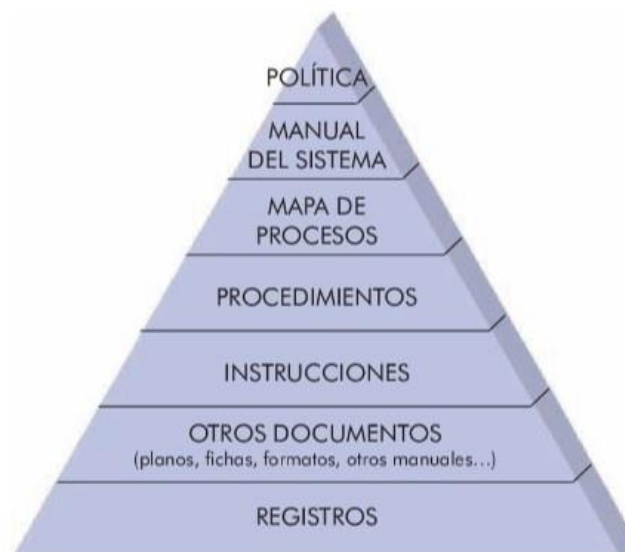 POLÍTICA
MANUAL
DEL SISTEMA
MAPA DE
PROCESOS
PROCEDIMIENTOS
INSTRUCCIONES
OTROS DOCUMENTOS
(planos, fichas, formatos, otros manuales...)
REGISTROS